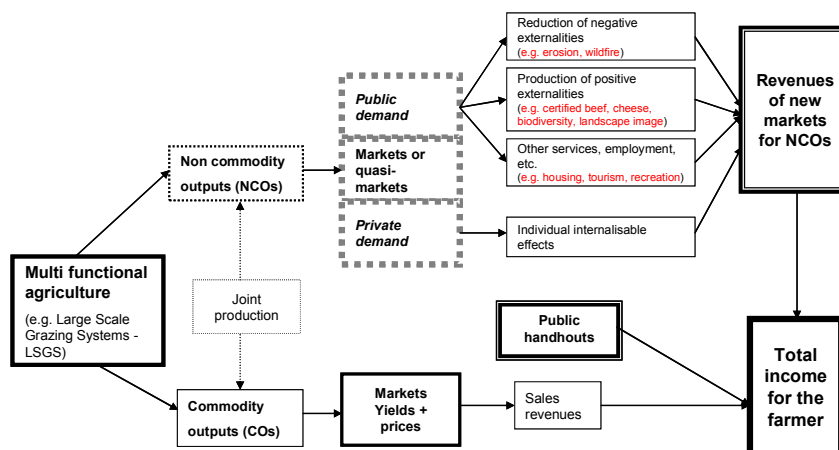 Reduction of negative
externalities
(e.g. erosion, wildfire)
Public
demand
Production of positive
externalities
(e.g. certified beef, cheese,
biodiversity, landscape image)
Revenues
of new
markets
for NCOs
Non commodity
outputs (NCOs)
Markets or
quasi-
markets
Other services, employment,
etc.
(e.g. housing, tourism, recreation)
Private
demand
Individual internalisable
effects
Multi functional
agriculture
(e.g. Large Scale
Grazing Systems -
LSGS)
Joint
production
Public
handouts
Total
income
for the
farmer
Commodity
outputs (COs)
Markets
Yields +
prices
Sales
revenues